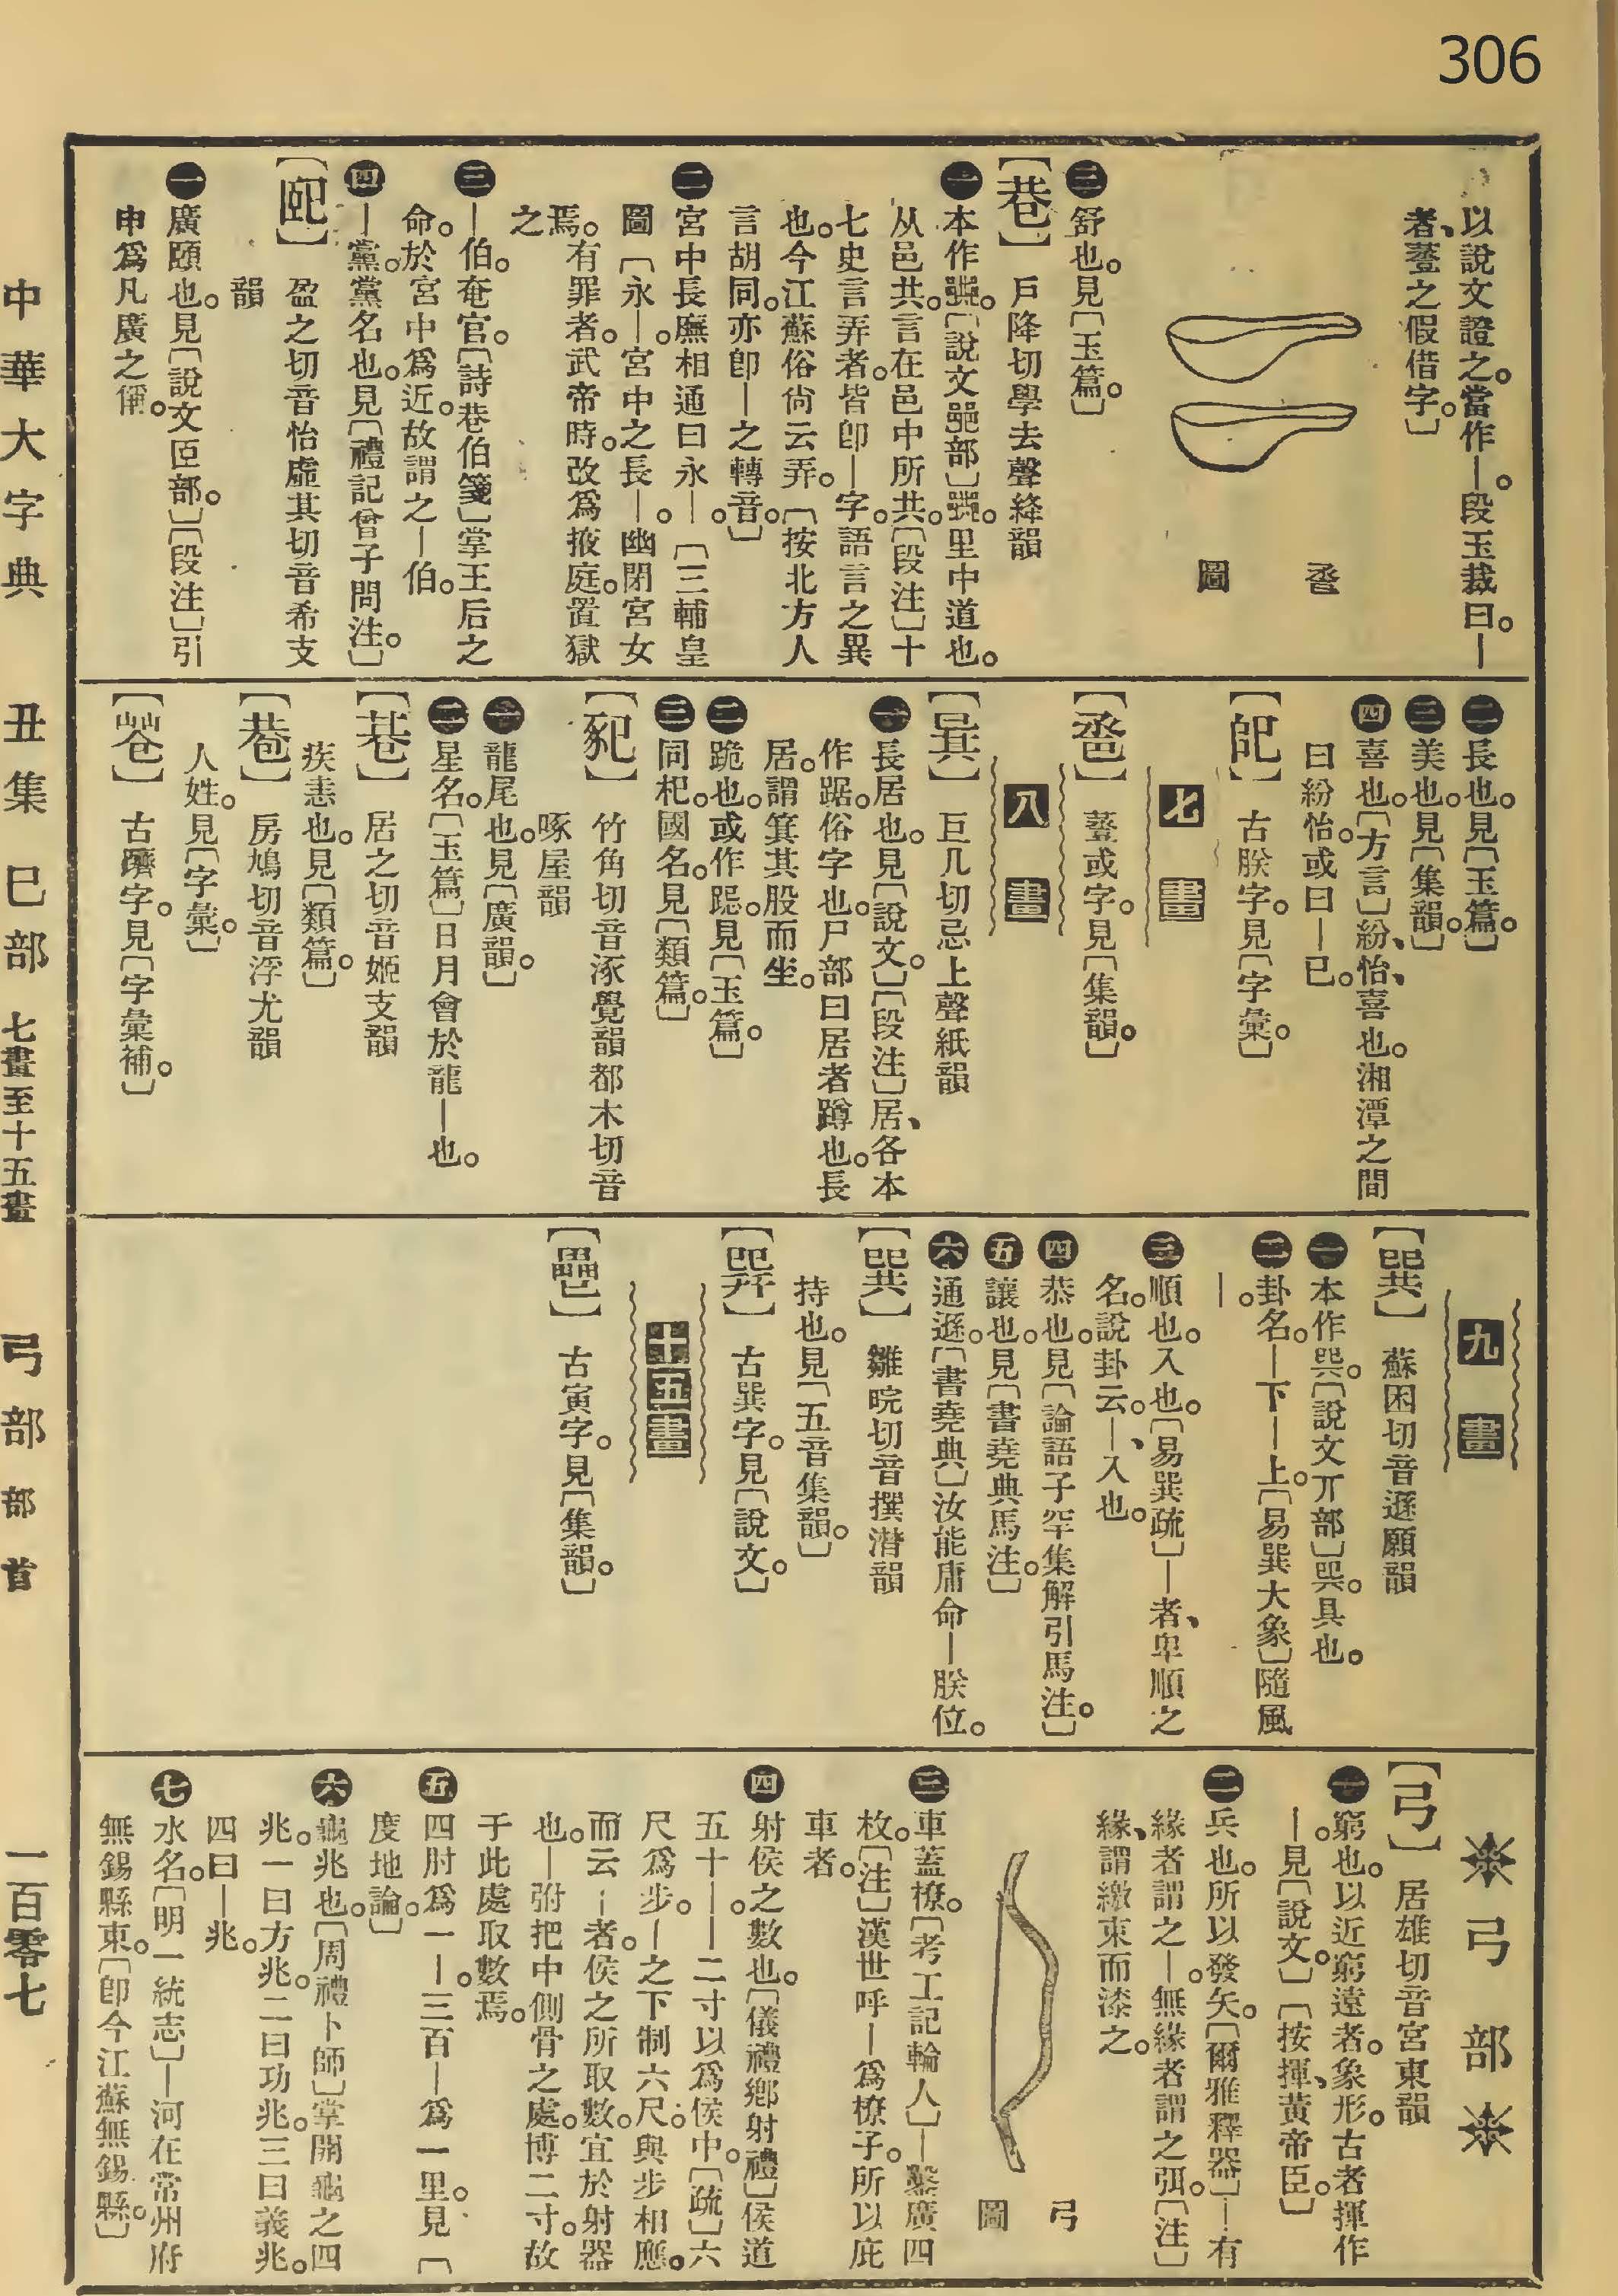 306
以說文證之。當作―。段玉裁曰。―
者、𧯷之假借字。〕
巹
圖
三 舒也。見〔玉篇。〕
【巷】 戶降切學去聲絳韻
一 本作𨞠。〔說文𨛜部〕𨞠。里中道也。
从邑共。言在邑中所共。〔段注〕十
七史言弄者。皆卽―字。語言之異
也。今江蘇俗尙云弄。〔按北方人
言胡同。亦卽―之轉音。〕
二 宮中長廡相通曰永―。〔三輔皇
圖〔永―。宮中之長―。幽閉宮女
之有罪者。武帝時。改爲掖庭。置獄
焉。
三 ―伯。奄官。〔詩巷伯箋〕掌王后之
命。於宮中爲近。故謂之―伯。
四 ―黨。黨名也。見〔禮記曾子問注。〕
【巸】 盈之切音怡虛其切音希支
韻
一 廣頤也。見〔說文𦣞部。〕〔段注〕引
申爲凡廣之偁。
二 長也。見〔玉篇。〕
三 美也。見〔集韻。〕
四 喜也。〔方言〕紛怡、喜也。湘潭之間
曰紛怡。或曰―已。
古朕字。見〔字彙。〕
七畫
【巹】 𧯷或字。見〔集韻。〕
八畫
【㠱】 巨几切忌上聲紙韻
一 長居也。見〔說文。〕〔段注〕居、各本
作踞。俗字也。尸部曰居者蹲也。長
居。謂箕其股而坐。
二 跪也。或作跽。見〔玉篇。〕
三 同杞。國名。見〔類篇。〕
竹角切音涿覺韻都木切音
啄屋韻
一 龍尾也。見〔廣韻。〕
二 星名。〔玉篇〕日月會於龍―也。
居之切音姬支韻
疾恚也。見〔類篇。〕
房鳩切音浮尤韻
人姓。見〔字彙。〕
古躋字。見〔字彙補。〕
九畫
【巽】 蘇困切音遜願韻
一 本作㢲。〔說文丌部〕㢲。具也。
二 卦名。―下―上。〔易巽大象〕隨風
―。
三 順也。入也。〔易巽疏〕―者、卑順之
名。說卦云。―、入也。
四 恭也。見〔論語子罕集解引馬注。〕
五 讓也。見〔書堯典馬注。〕
六 通遜。〔書堯典〕汝能庸命―朕位。
【巽】 雛晥切音撰潸韻
持也。見〔五音集韻。〕
古巽字。見〔說文。〕
十五畫
古寅字。見〔集韻。〕
弓部
【弓】 居雄切音宮東韻
一 窮也。以近窮遠者。象形。古者揮作
―。見〔說文。〕〔按揮、黃帝臣。〕
二 兵也。所以發矢。〔爾雅釋器〕―有
緣者謂之―。無緣者謂之弭。〔注〕
緣、謂繳束而漆之。
弓
圖
三 車蓋橑。〔考工記輪人〕―鑿廣四
枚。〔注〕漢世呼―爲橑子。所以庇
車者。
四 射侯之數也。〔儀禮鄉射禮〕侯道
五十―。―二寸以爲侯中。〔疏〕六
尺爲步。―之下制六尺。與步相應。
而云―者。侯之所取數。宜於射器
也。―弣把中側骨之處。博二寸。故
于此處取數焉。
五 四肘爲一―。三百―爲一里。見〔
度地論。〕
六 龜兆也。〔周禮卜師〕掌開龜之四
兆。一曰方兆。二曰功兆。三曰義兆。
四曰―兆。
七 水名。〔明一統志〕―河在常州府
無錫縣東。〔卽今江蘇無錫縣。〕
中華大字典 丑集 巳部 七畫至十五畫 弓部 部首 一百零七